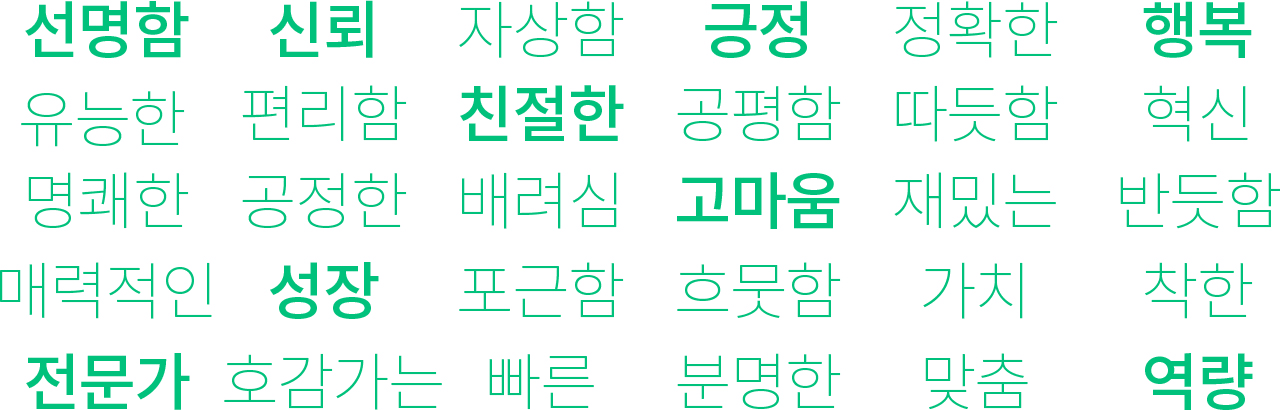 선명함 신뢰 자상함 긍정 정확한 행복
유능한 편리함 친절한 공평함 따듯함 혁신
명쾌한 공정한 배려심 고마움 재밌는 반듯함
매력적인 성장 포근함 흐뭇함 가치 착한
전문가 호감가는 빠른 분명한 맞춤 역량